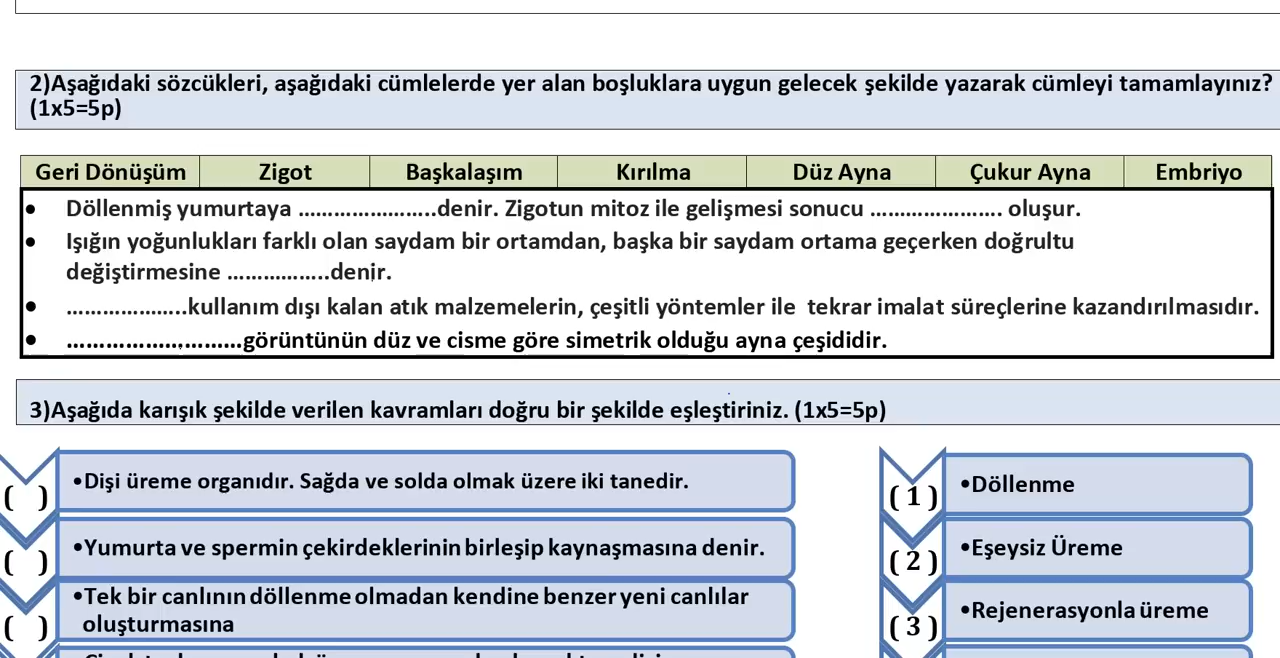 2)Aşağıdaki sözcükleri, aşağıdaki cümlelerde yer alan boşluklara uygun gelecek şekilde yazarak cümleyi tamamlayınız?
(1x5=5p)
Geri Dönüşüm Zigot Başkalaşım Kırılma Düz Ayna Çukur Ayna Embriyo
• Döllenmiş yumurtaya …………………..denir. Zigotun mitoz ile gelişmesi sonucu …………………. oluşur.
• Işığın yoğunlukları farklı olan saydam bir ortamdan, başka bir saydam ortama geçerken doğrultu
değiştirmesine ……………..denir.
• ………………..kullanım dışı kalan atık malzemelerin, çeşitli yöntemler ile tekrar imalat süreçlerine kazandırılmasıdır.
• ………………..………görüntünün düz ve cisme göre simetrik olduğu ayna çeşididir.
3)Aşağıda karışık şekilde verilen kavramları doğru bir şekilde eşleştiriniz. (1x5=5p)
( ) •Dişi üreme organıdır. Sağda ve solda olmak üzere iki tanedir.
( 1 ) •Döllenme
( ) •Yumurta ve spermin çekirdeklerinin birleşip kaynaşmasına denir.
( 2 ) •Eşeysiz Üreme
( ) •Tek bir canlının döllenme olmadan kendine benzer yeni canlılar
oluşturmasına
( 3 ) •Rejenerasyonla üreme